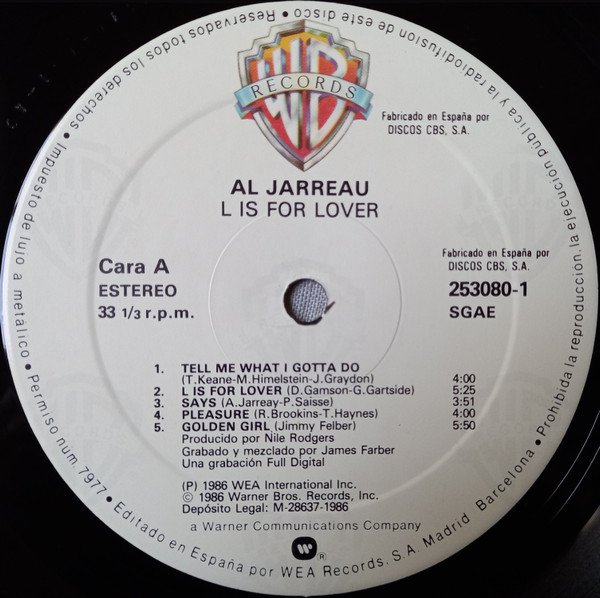 WB
RECORDS
Fabricado en España por
DISCOS CBS, S.A.
AL JARREAU
L IS FOR LOVER
Cara A
ESTEREO
33 1/3 r.p.m.
Fabricado en España por
DISCOS CBS, S.A.
253080-1
SGAE
1. TELL ME WHAT I GOTTA DO
(T.Keane-M.Himelstein-J.Graydon) 4:00
2. L IS FOR LOVER (D.Gamson-G.Gartside) 5:25
3. SAYS (A.Jarreay-P.Saisse) 3:51
4. PLEASURE (R.Brookins-T.Haynes) 4:00
5. GOLDEN GIRL (Jimmy Felber) 5:50
Producido por Nile Rodgers
Grabado y mezclado por James Farber
Una grabación Full Digital
(P) 1986 WEA International Inc.
© 1986 Warner Bros. Records, Inc.
Depósito Legal: M-28637-1986
a Warner Communications Company
• Editado en España por WEA Records, S.A. Madrid Barcelona • Prohibida la reproducción, la ejecución pública y la radiodifusion de este disco • Reservados todos los derechos • Impuesto de lujo a metálico • Permiso núm. 7977